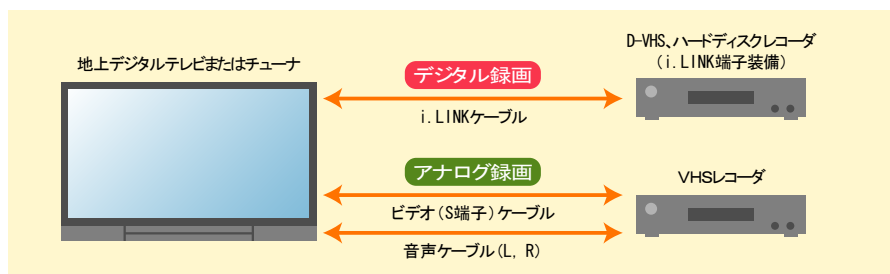 地上デジタルテレビまたはチューナ
デジタル録画
i.LINKケーブル
D-VHS、ハードディスクレコーダ
(i.LINK端子装備)
アナログ録画
ビデオ(S端子)ケーブル
音声ケーブル(L, R)
VHSレコーダ